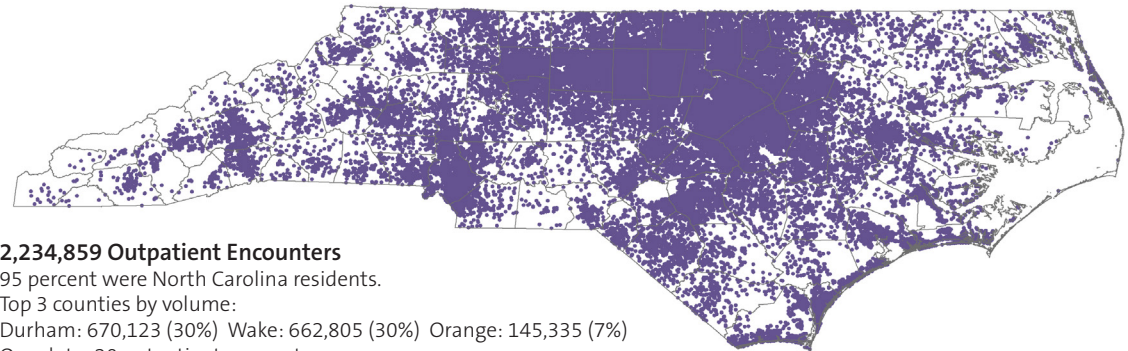 2,234,859 Outpatient Encounters
95 percent were North Carolina residents.
Top 3 counties by volume:
Durham: 670,123 (30%) Wake: 662,805 (30%) Orange: 145,335 (7%)